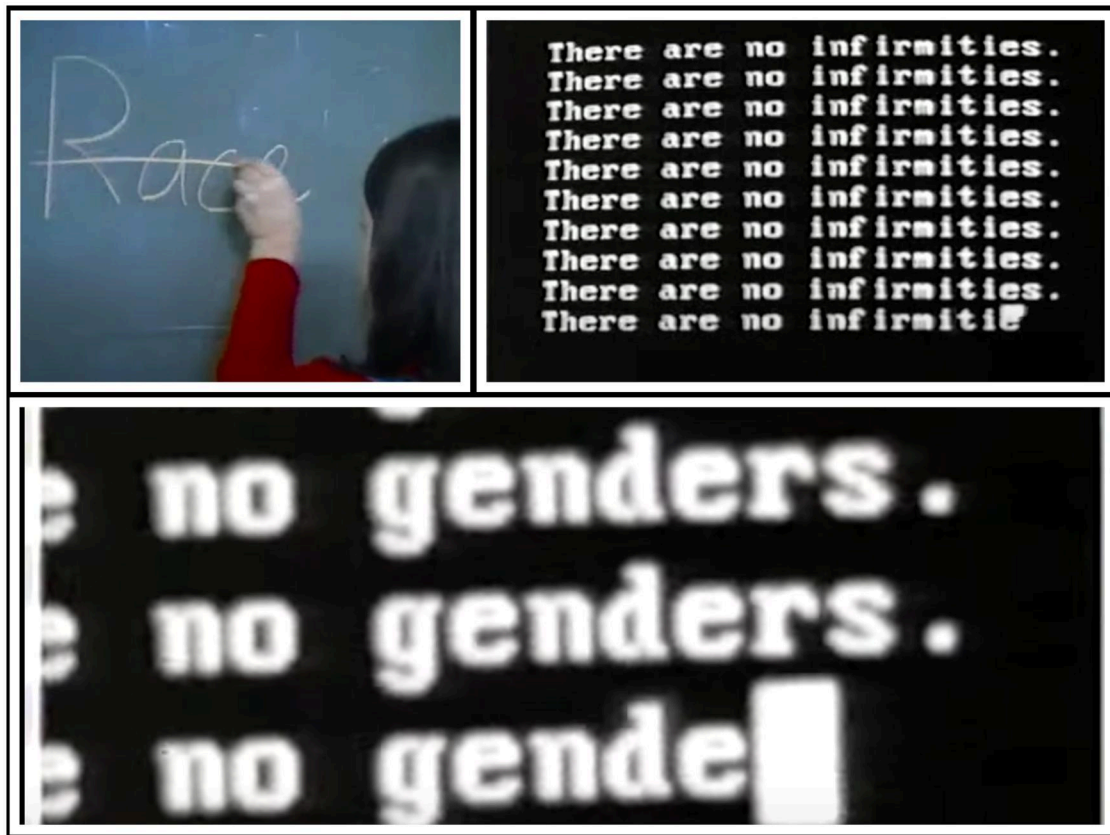 Race
There are no infirmities.
There are no infirmities.
There are no infirmities.
There are no infirmities.
There are no infirmities.
There are no infirmities.
There are no infirmities.
There are no infirmities.
There are no infirmities.
There are no infirmitie
e no genders.
e no genders.
e no gende